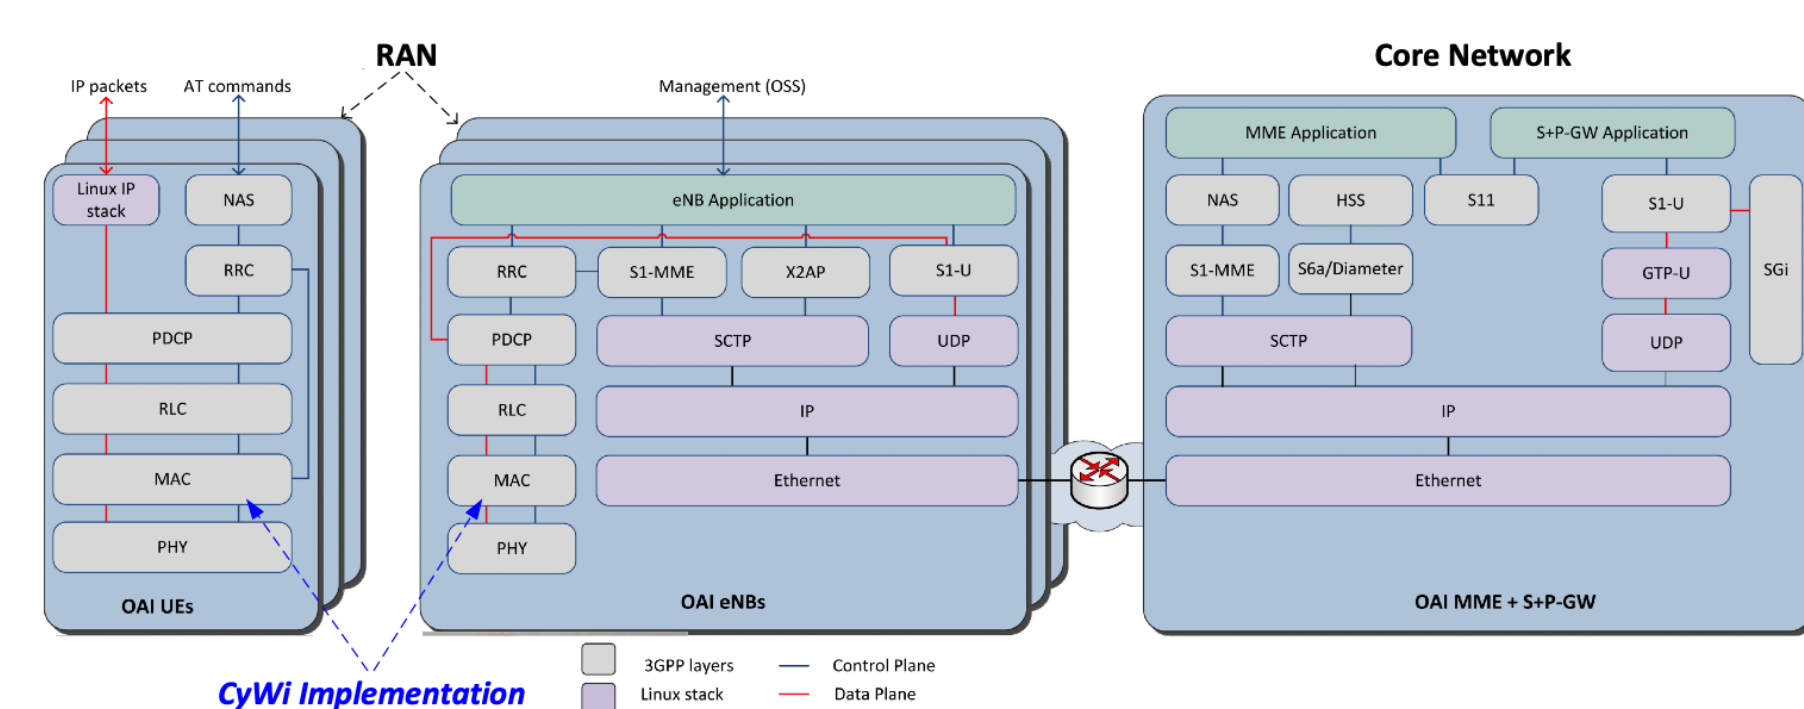 RAN
Core Network
IP packets
AT commands
Management (OSS)
Linux IP
stack
NAS
RRC
PDCP
RLC
MAC
PHY
OAI UEs
eNB Application
RRC
S1-MME
X2AP
S1-U
PDCP
SCTP
UDP
RLC
IP
MAC
Ethernet
PHY
OAI eNBs
MME Application
S+P-GW Application
NAS
HSS
S11
S1-U
S1-MME
S6a/Diameter
GTP-U
SGi
SCTP
UDP
IP
Ethernet
OAI MME + S+P-GW
CyWi Implementation
3GPP layers
Control Plane
Linux stack
Data Plane